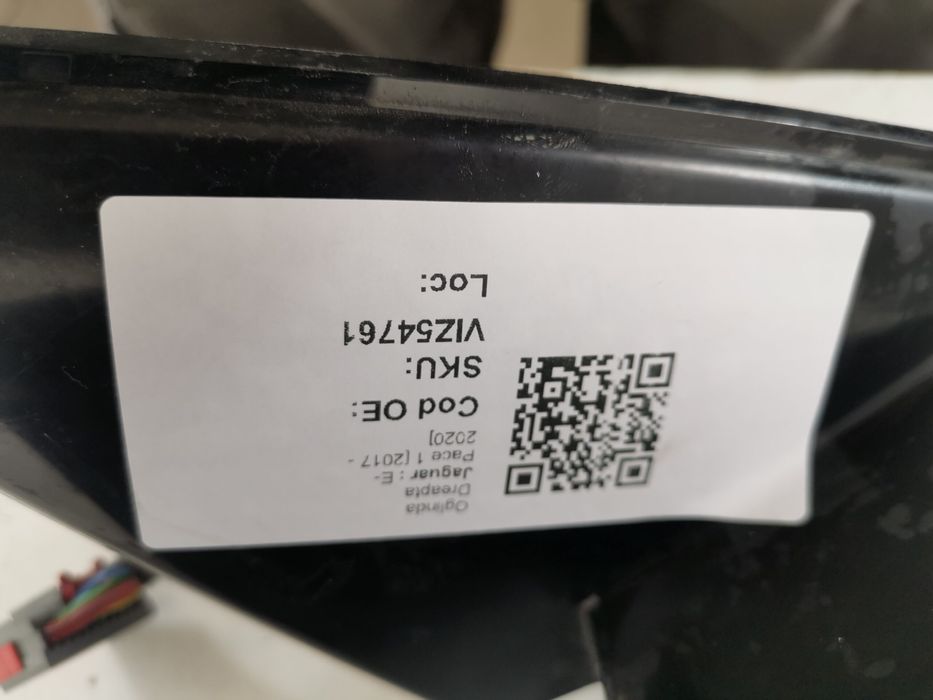 Oglinda
Dreapta
Jaguar : E-
Pace 1 [2017 -
2020]
Cod OE:
SKU:
VIZ54761
Loc: